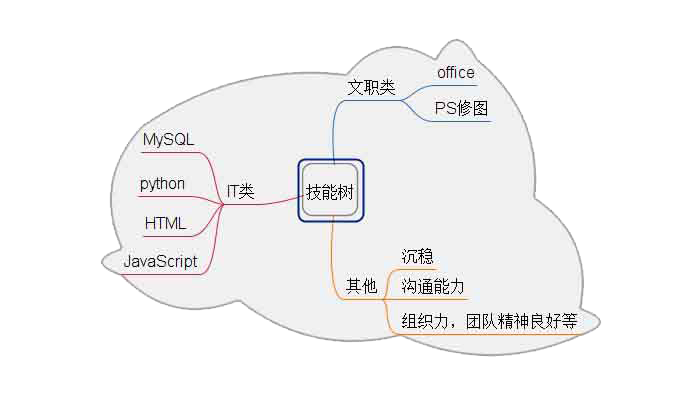 技能树
文职类
office
PS修图
IT类
MySQL
python
HTML
JavaScript
其他
沉稳
沟通能力
组织力，团队精神良好等